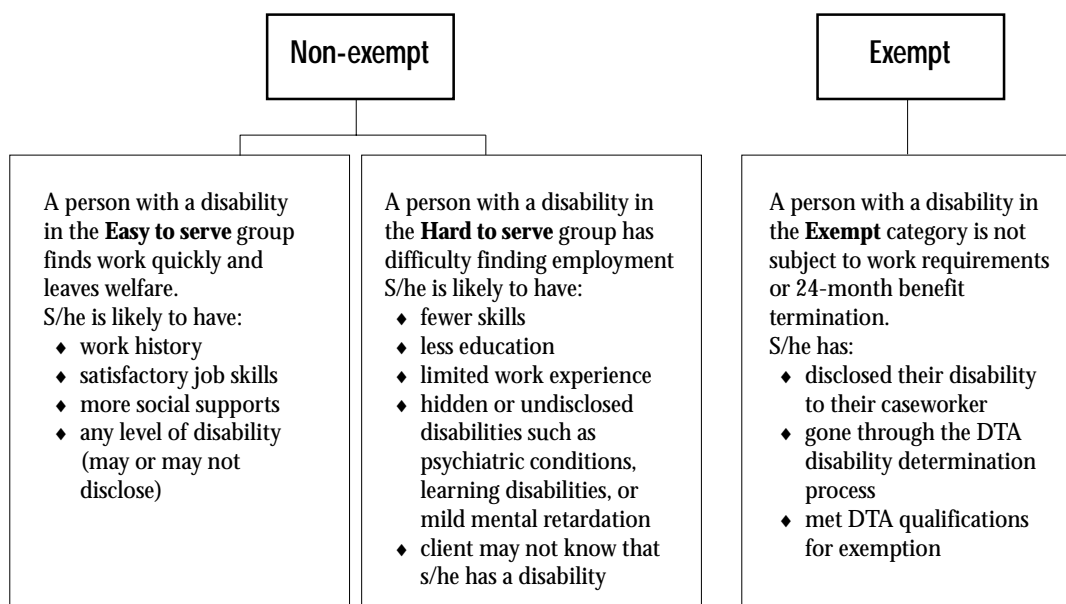 Non-exempt
Exempt
A person with a disability
in the Easy to serve group
finds work quickly and
leaves welfare.
S/he is likely to have:
♦ work history
♦ satisfactory job skills
♦ more social supports
♦ any level of disability
(may or may not
disclose)
A person with a disability in
the Hard to serve group has
difficulty finding employment
S/he is likely to have:
♦ fewer skills
♦ less education
♦ limited work experience
♦ hidden or undisclosed
disabilities such as
psychiatric conditions,
learning disabilities, or
mild mental retardation
♦ client may not know that
s/he has a disability
A person with a disability in
the Exempt category is not
subject to work requirements
or 24-month benefit
termination.
S/he has:
♦ disclosed their disability
to their caseworker
♦ gone through the DTA
disability determination
process
♦ met DTA qualifications
for exemption